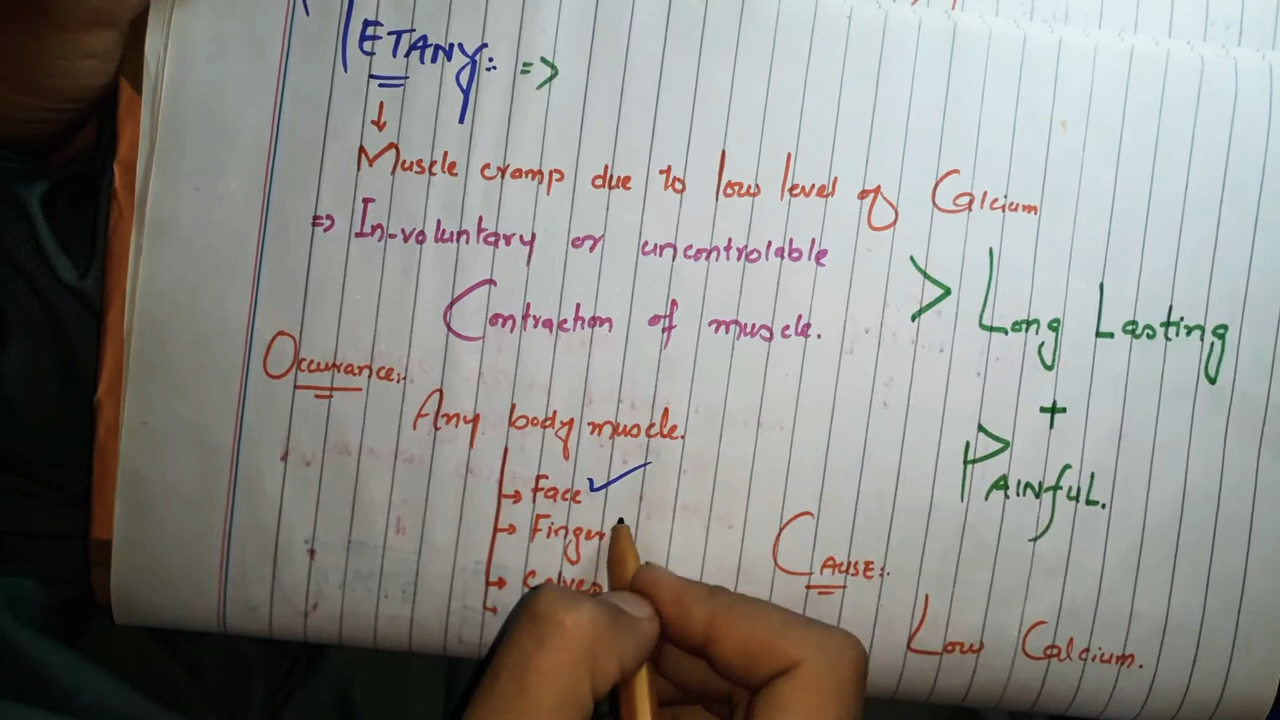 TETANY:- =>
↓
Muscle cramp due to low level of Calcium
=> In-voluntary or uncontrolable
Contraction of muscle.
> Long Lasting
+
PAINfUL.
Occurance:-
Any body muscle.
→ Face ✓
→ Finger
→ Calves
CAUSE:-
Low Calcium.